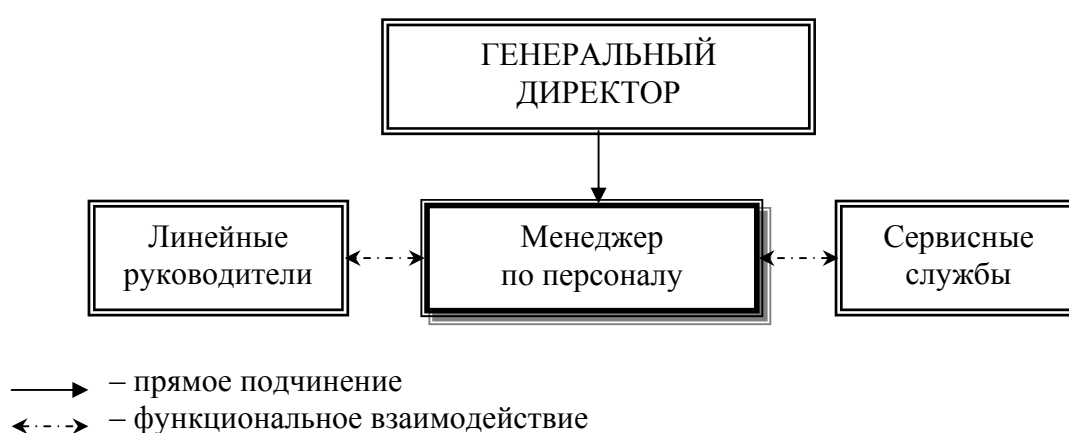 ГЕНЕРАЛЬНЫЙ
ДИРЕКТОР
Линейные
руководители
Менеджер
по персоналу
Сервисные
службы
– прямое подчинение
– функциональное взаимодействие